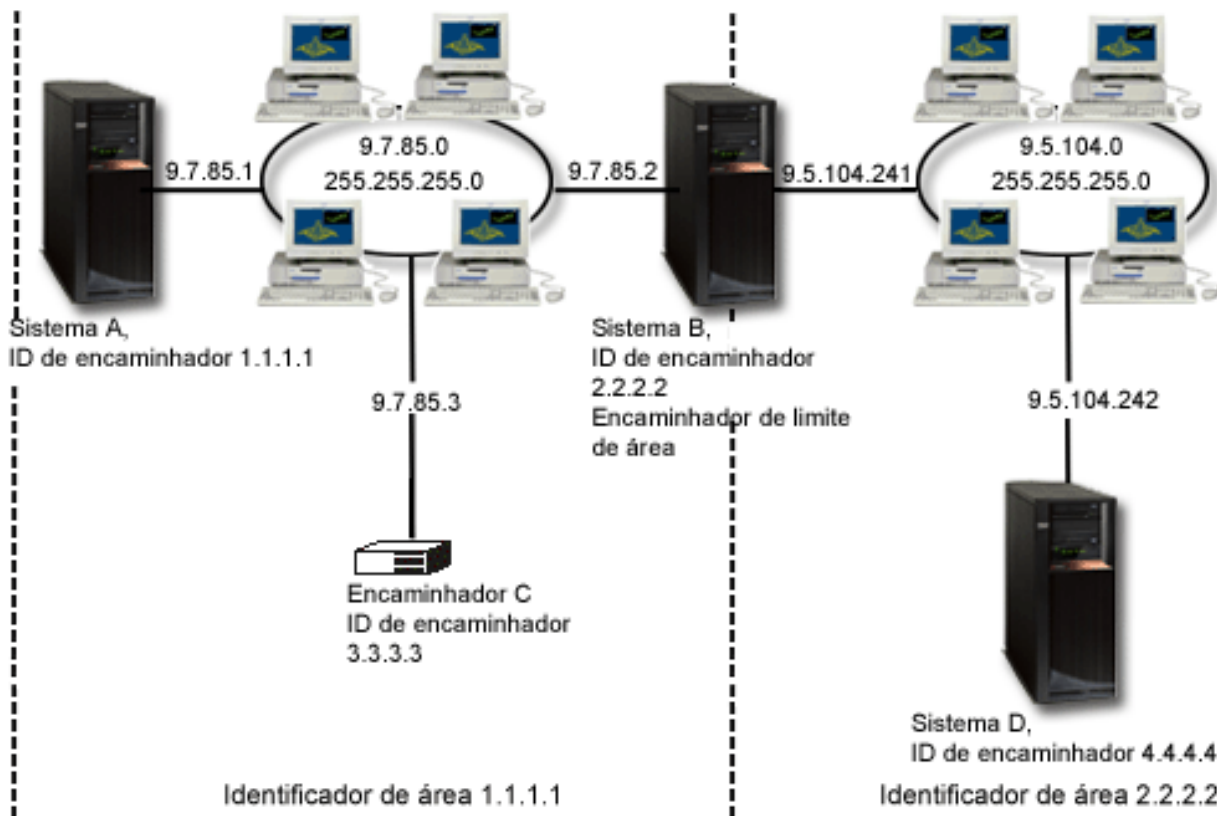 9.7.85.1
9.7.85.0
255.255.255.0
9.7.85.2
9.5.104.241
9.5.104.0
255.255.255.0
Sistema A,
ID de encaminhador 1.1.1.1
Sistema B,
ID de encaminhador
2.2.2.2
Encaminhador de limite
de área
9.7.85.3
9.5.104.242
Encaminhador C
ID de encaminhador
3.3.3.3
Sistema D,
ID de encaminhador 4.4.4.4
Identificador de área 1.1.1.1
Identificador de área 2.2.2.2